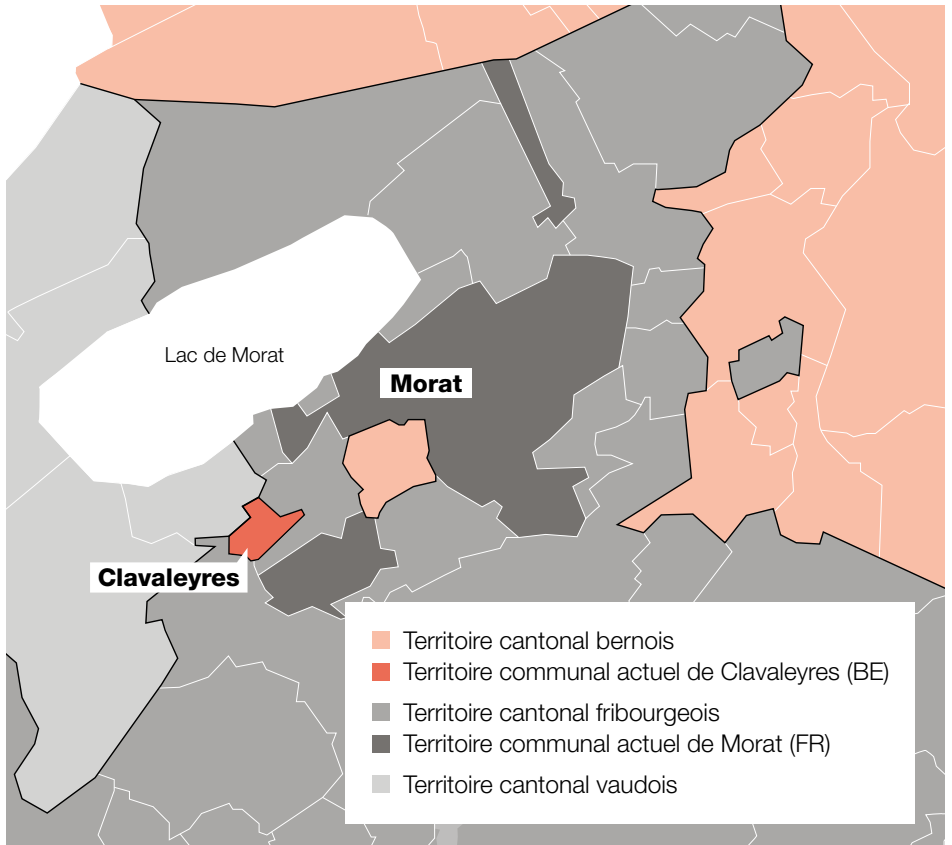 Lac de Morat
Morat
Clavaleyres
Territoire cantonal bernois
Territoire communal actuel de Clavaleyres (BE)
Territoire cantonal fribourgeois
Territoire communal actuel de Morat (FR)
Territoire cantonal vaudois